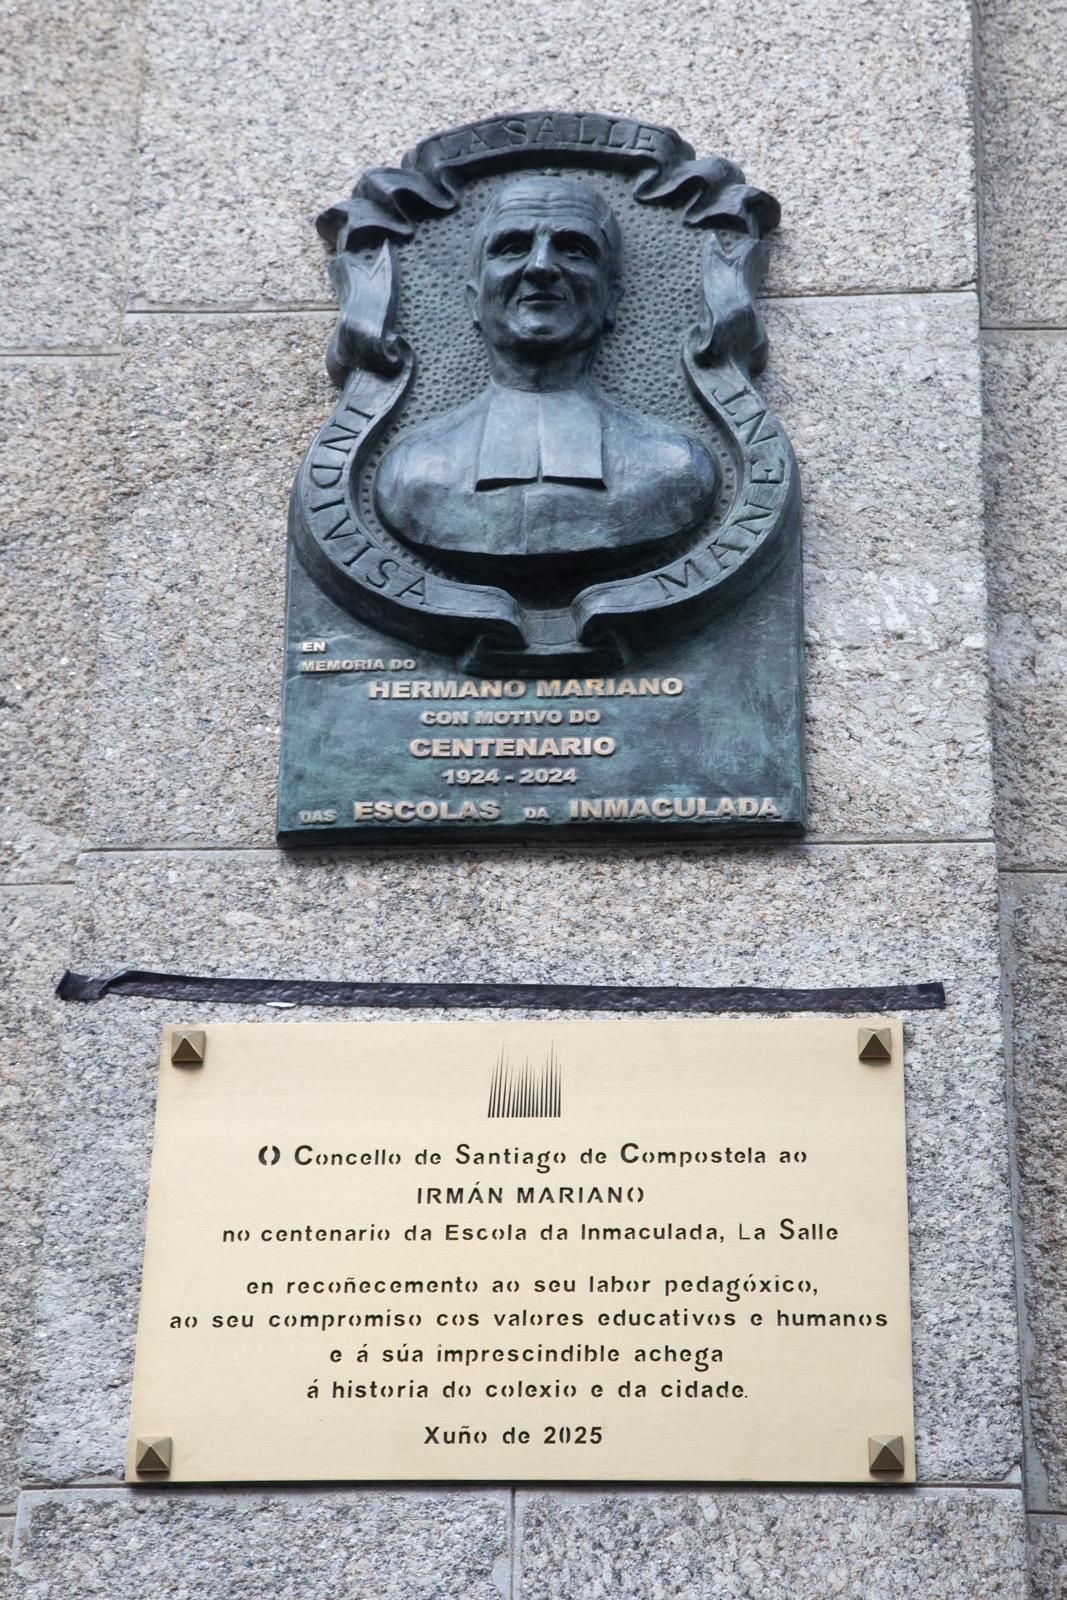 LA SALLE
INDIVISA MANENT
EN
MEMORIA DO
HERMANO MARIANO
CON MOTIVO DO
CENTENARIO
1924 - 2024
DAS ESCOLAS DA INMACULADA
O Concello de Santiago de Compostela ao
IRMÁN MARIANO
no centenario da Escola da Inmaculada, La Salle
en recoñecemento ao seu labor pedagóxico,
ao seu compromiso cos valores educativos e humanos
e á súa imprescindible achega
á historia do colexio e da cidade.
Xuño de 2025